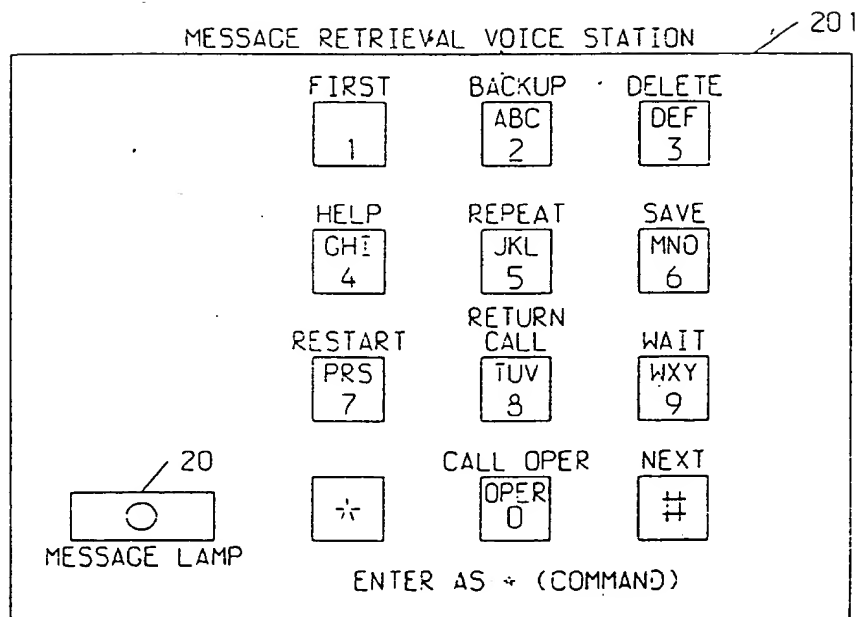 201
MESSAGE RETRIEVAL VOICE STATION
FIRST BACKUP DELETE
ABC DEF
1 2 3
HELP REPEAT SAVE
GHI JKL MNO
4 5 6
RETURN
RESTART CALL WAIT
PRS TUV WXY
7 8 9
20 CALL OPER NEXT
OPER
* 0 #
MESSAGE LAMP
ENTER AS * (COMMAND)